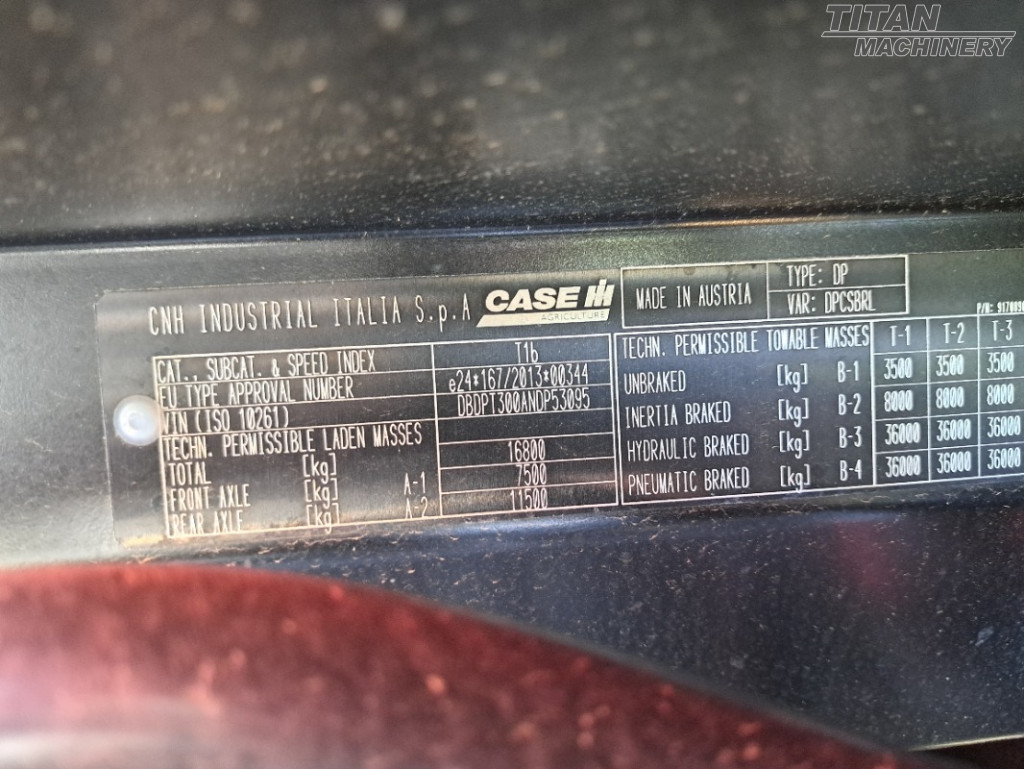 TITAN
MACHINERY
CNH INDUSTRIAL ITALIA S.p.A
CASE IH
AGRICULTURE
MADE IN AUSTRIA
TYPE: DP
VAR: DPCSBRL
P/N:
CAT., SUBCAT. & SPEED INDEX T1b
EU TYPE APPROVAL NUMBER e24*167/2013*00344
VIN (ISO 10261) DBDPT300ANDP53095
TECHN. PERMISSIBLE LADEN MASSES
TOTAL [kg] 16800
FRONT AXLE [kg] A-1 7500
REAR AXLE [kg] A-2 11500
TECHN. PERMISSIBLE TOWABLE MASSES T-1 T-2 T-3
UNBRAKED [kg] B-1 3500 3500 3500
INERTIA BRAKED [kg] B-2 8000 8000 8000
HYDRAULIC BRAKED [kg] B-3 36000 36000 36000
PNEUMATIC BRAKED [kg] B-4 36000 36000 36000